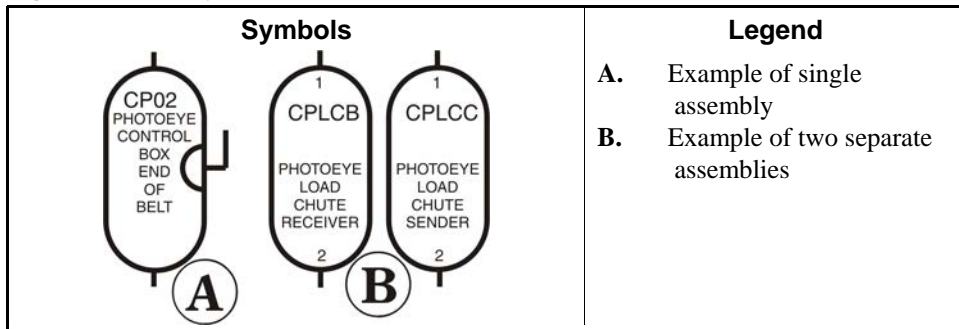 Symbols
CP02
PHOTOEYE
CONTROL
BOX
END
OF
BELT
A
1
CPLCB
PHOTOEYE
LOAD
CHUTE
RECEIVER
2
1
CPLCC
PHOTOEYE
LOAD
CHUTE
SENDER
2
B
Legend
A. Example of single
assembly
B. Example of two separate
assemblies